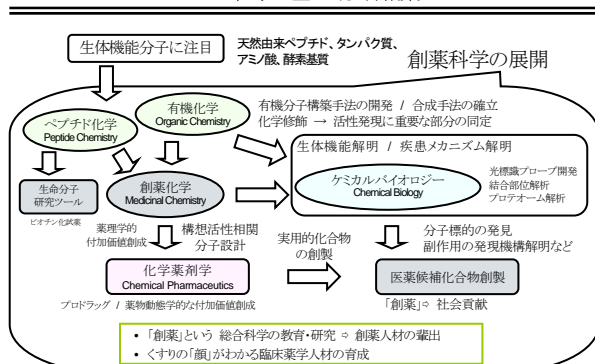 生体機能分子に注目
天然由来ペプチド、タンパク質、
アミノ酸、酵素基質
創薬科学の展開
ペプチド化学
Peptide Chemistry
有機化学
Organic Chemistry
有機分子構築手法の開発 / 合成手法の確立
化学修飾 → 活性発現に重要な部分の同定
生体機能解明 / 疾患メカニズム解明
生命分子
研究ツール
ビオチン化試薬
創薬化学
Medicinal Chemistry
ケミカルバイオロジー
Chemical Biology
光標識プローブ開発
結合部位解析
プロテオーム解析
薬理学的
付加価値創成
構想活性相関
分子設計
実用的化合物
の創製
分子標的の発見
副作用の発現機構解明など
化学薬剤学
Chemical Pharmaceutics
医薬候補化合物創製
プロドラッグ / 薬物動態学的な付加価値創成
「創薬」⇨ 社会貢献
• 「創薬」という 総合科学の教育・研究 ⇨ 創薬人材の輩出
• くすりの「顔」がわかる臨床薬学人材の育成